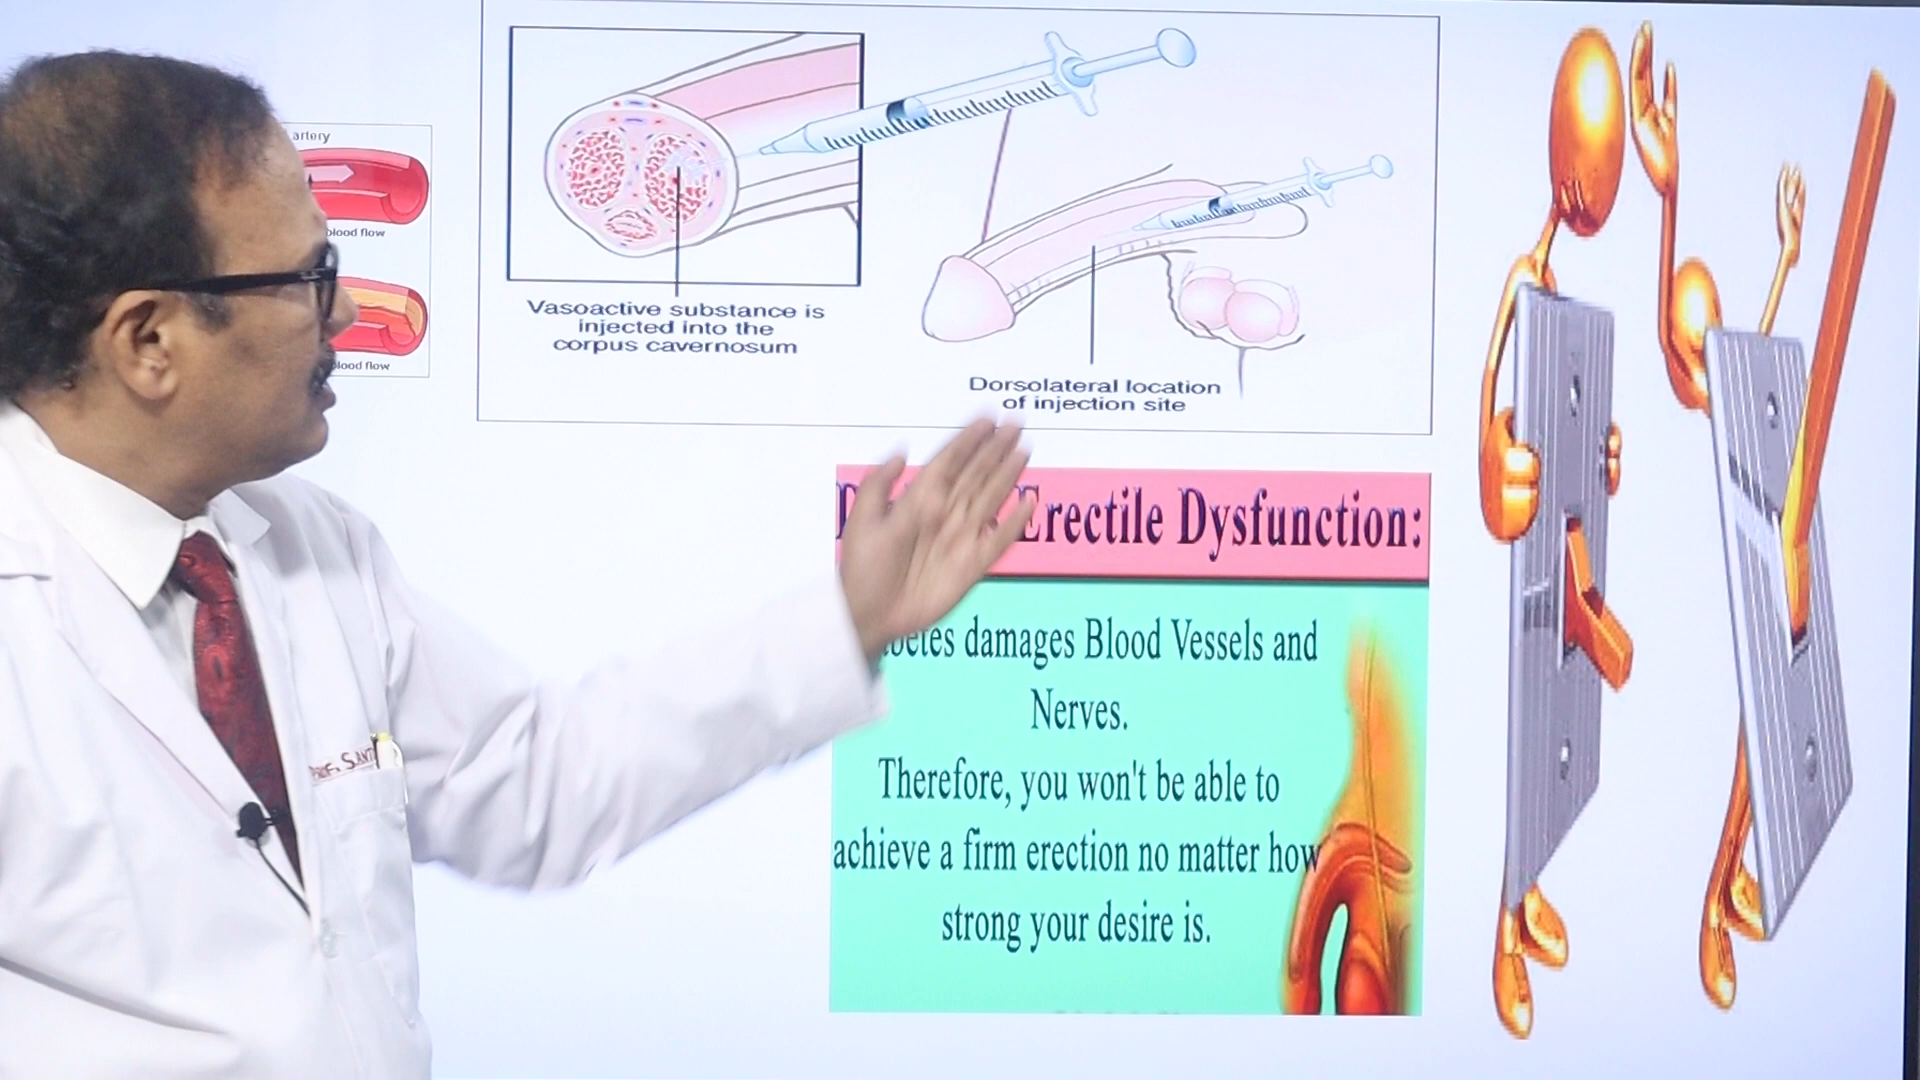 artery
blood flow
blood flow
Vasoactive substance is
injected into the
corpus cavernosum
Dorsolateral location
of injection site
Erectile Dysfunction:
damages Blood Vessels and
Nerves.
Therefore, you won't be able to
achieve a firm erection no matter how
strong your desire is.
PROF. SANT